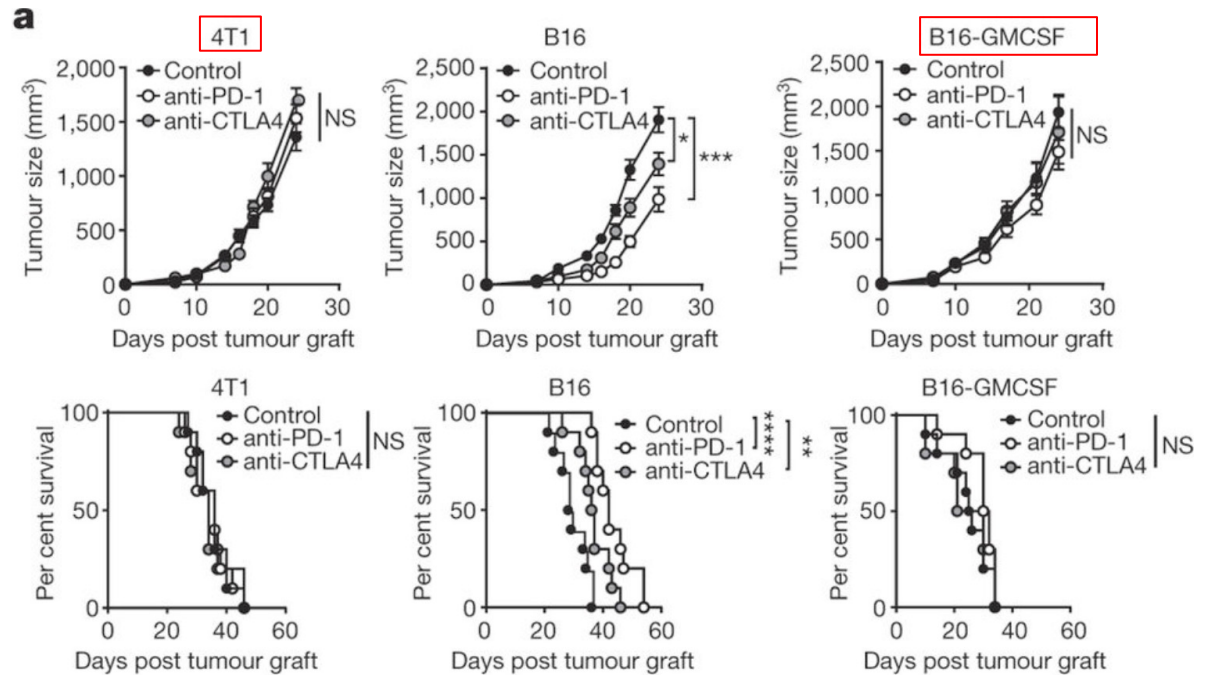 a
4T1
2,000
1,500
1,000
500
0
Tumour size (mm³)
Control
anti-PD-1
anti-CTLA4
NS
0 10 20 30
Days post tumour graft
B16
2,500
2,000
1,500
1,000
500
0
Tumour size (mm³)
Control
anti-PD-1
anti-CTLA4
*
***
0 10 20 30
Days post tumour graft
B16-GMCSF
2,500
2,000
1,500
1,000
500
0
Tumour size (mm³)
Control
anti-PD-1
anti-CTLA4
NS
0 10 20 30
Days post tumour graft
4T1
100
50
0
Per cent survival
Control
anti-PD-1
anti-CTLA4
NS
0 20 40 60
Days post tumour graft
B16
100
50
0
Per cent survival
Control
anti-PD-1
anti-CTLA4
****
**
0 20 40 60
Days post tumour graft
B16-GMCSF
100
50
0
Per cent survival
Control
anti-PD-1
anti-CTLA4
NS
0 20 40 60
Days post tumour graft